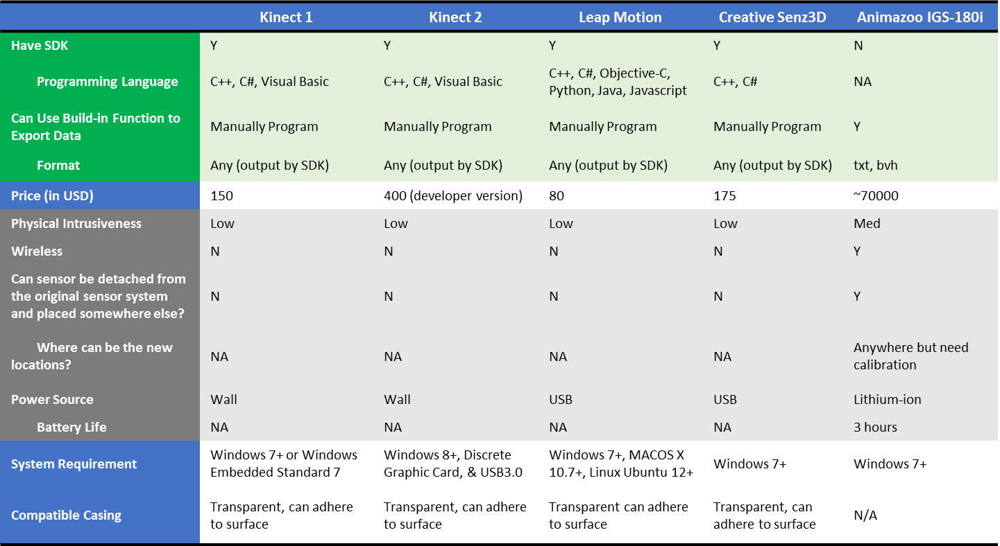 Kinect 1 Kinect 2 Leap Motion Creative Senz3D Animazoo IGS-180i
Have SDK Y Y Y Y N
Programming Language C++, C#, Visual Basic C++, C#, Visual Basic C++, C#, Objective-C, Python, Java, Javascript C++, C# NA
Can Use Build-in Function to
Export Data Manually Program Manually Program Manually Program Manually Program Y
Format Any (output by SDK) Any (output by SDK) Any (output by SDK) Any (output by SDK) txt, bvh
Price (in USD) 150 400 (developer version) 80 175 ~70000
Physical Intrusiveness Low Low Low Low Med
Wireless N N N N Y
Can sensor be detached from
the original sensor system
and placed somewhere else? N N N N Y
Where can be the new
locations? NA NA NA NA Anywhere but need calibration
Power Source Wall Wall USB USB Lithium-ion
Battery Life NA NA NA NA 3 hours
System Requirement Windows 7+ or Windows Embedded Standard 7 Windows 8+, Discrete Graphic Card, & USB3.0 Windows 7+, MACOS X 10.7+, Linux Ubuntu 12+ Windows 7+ Windows 7+
Compatible Casing Transparent, can adhere to surface Transparent, can adhere to surface Transparent can adhere to surface Transparent, can adhere to surface N/A